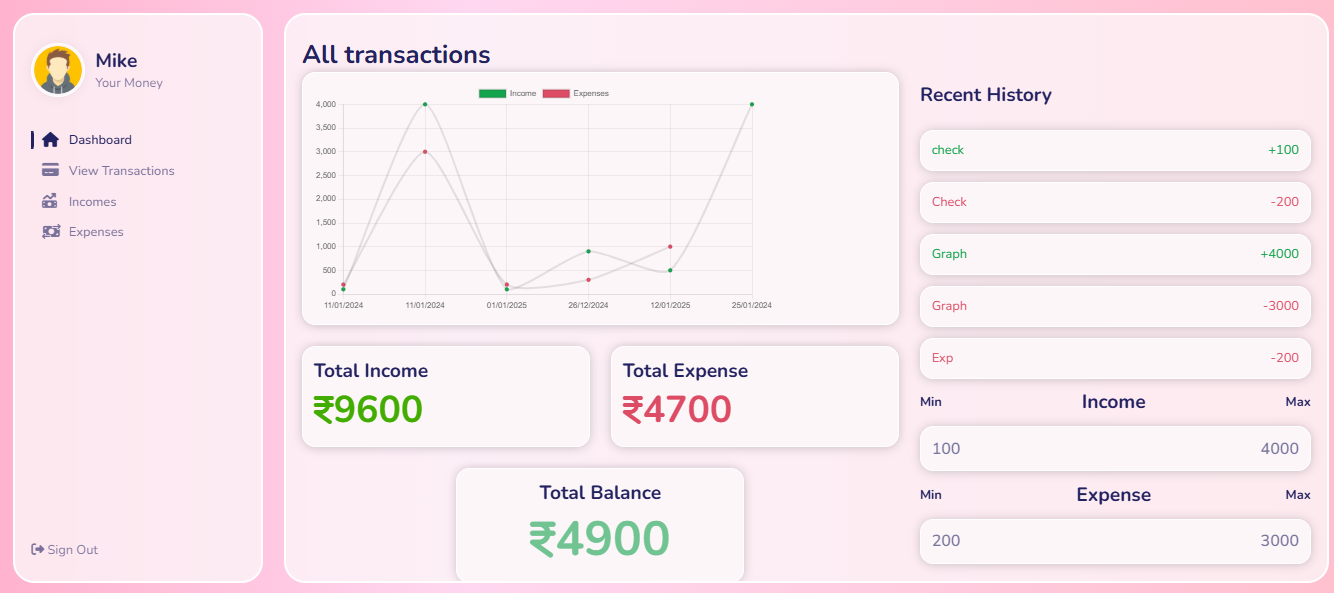 Mike
Your Money
Dashboard
View Transactions
Incomes
Expenses
Sign Out
All transactions
Income Expenses
4,000
3,500
3,000
2,500
2,000
1,500
1,000
500
0
11/01/2024 11/01/2024 01/01/2025 26/12/2024 12/01/2025 25/01/2024
Total Income
₹9600
Total Expense
₹4700
Total Balance
₹4900
Recent History
check +100
Check -200
Graph +4000
Graph -3000
Exp -200
Min Income Max
100 4000
Min Expense Max
200 3000